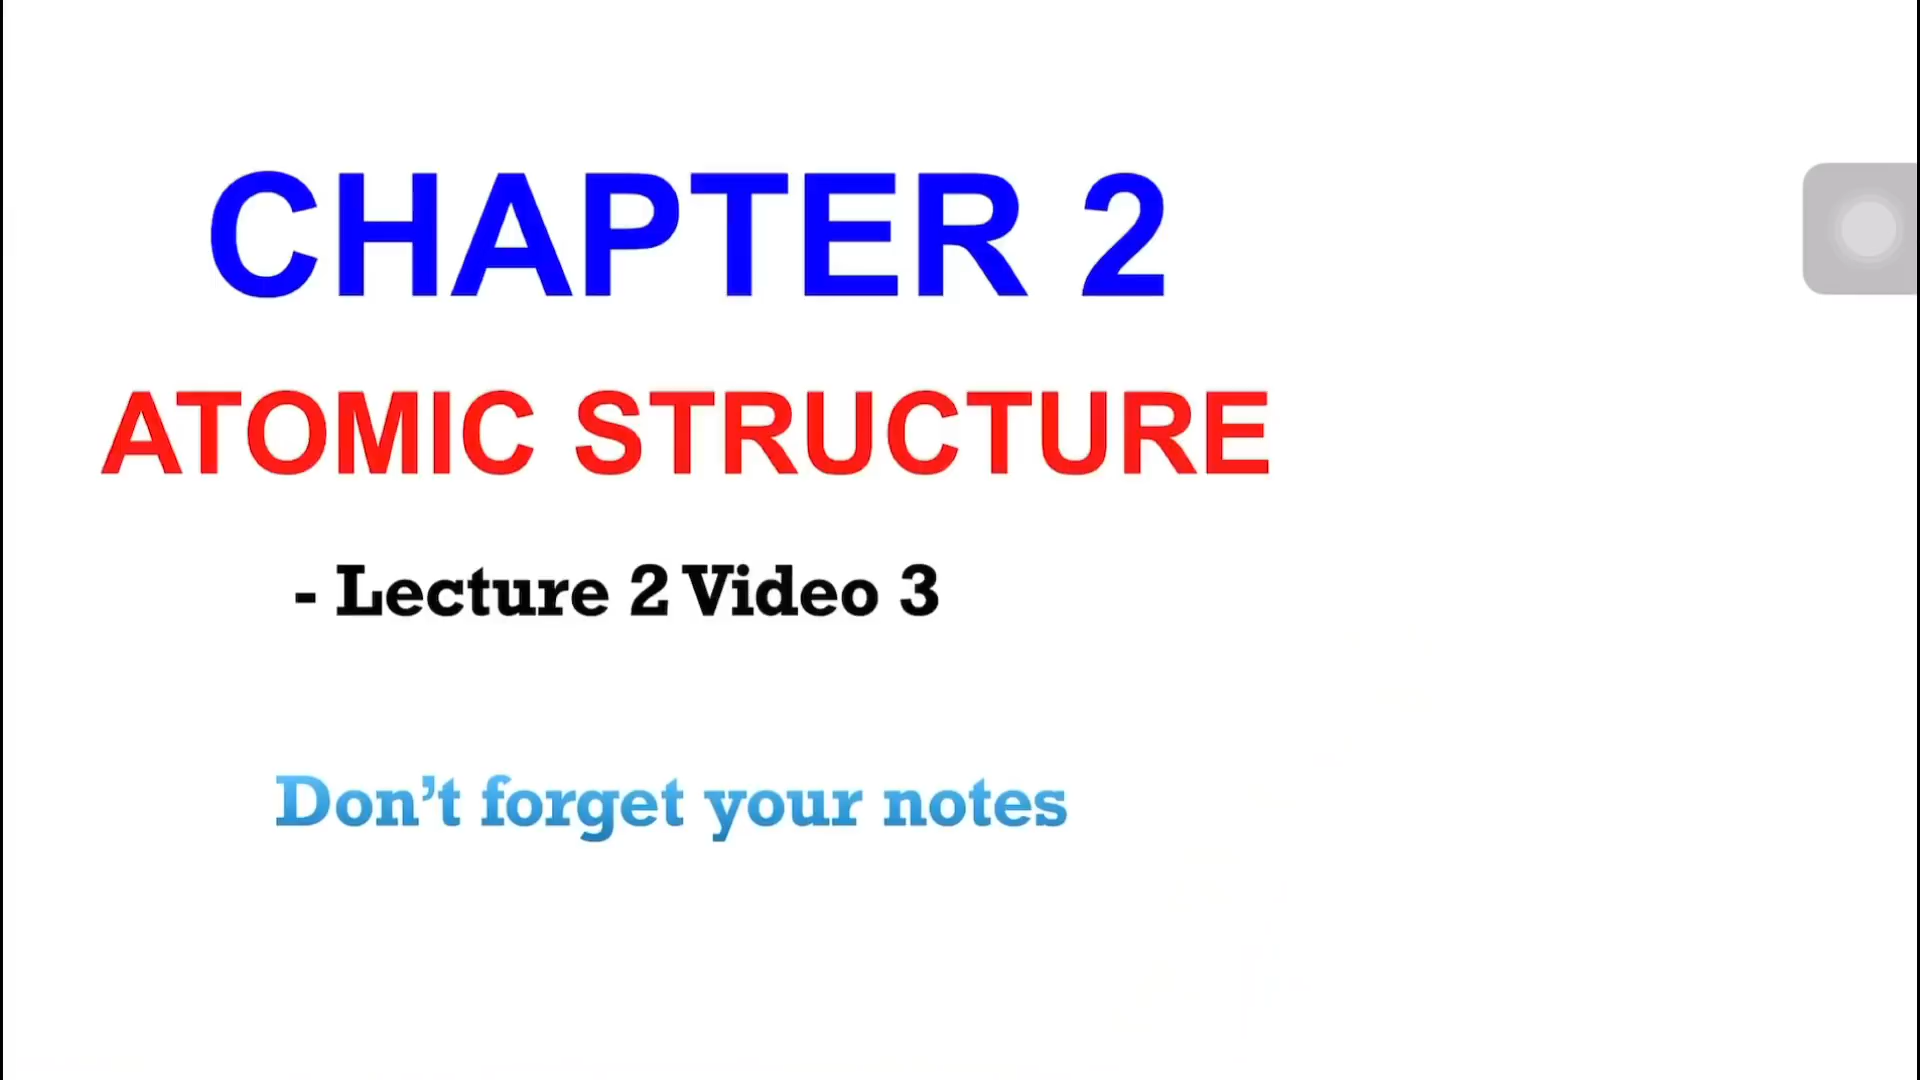 CHAPTER 2
ATOMIC STRUCTURE
- Lecture 2 Video 3
Don’t forget your notes